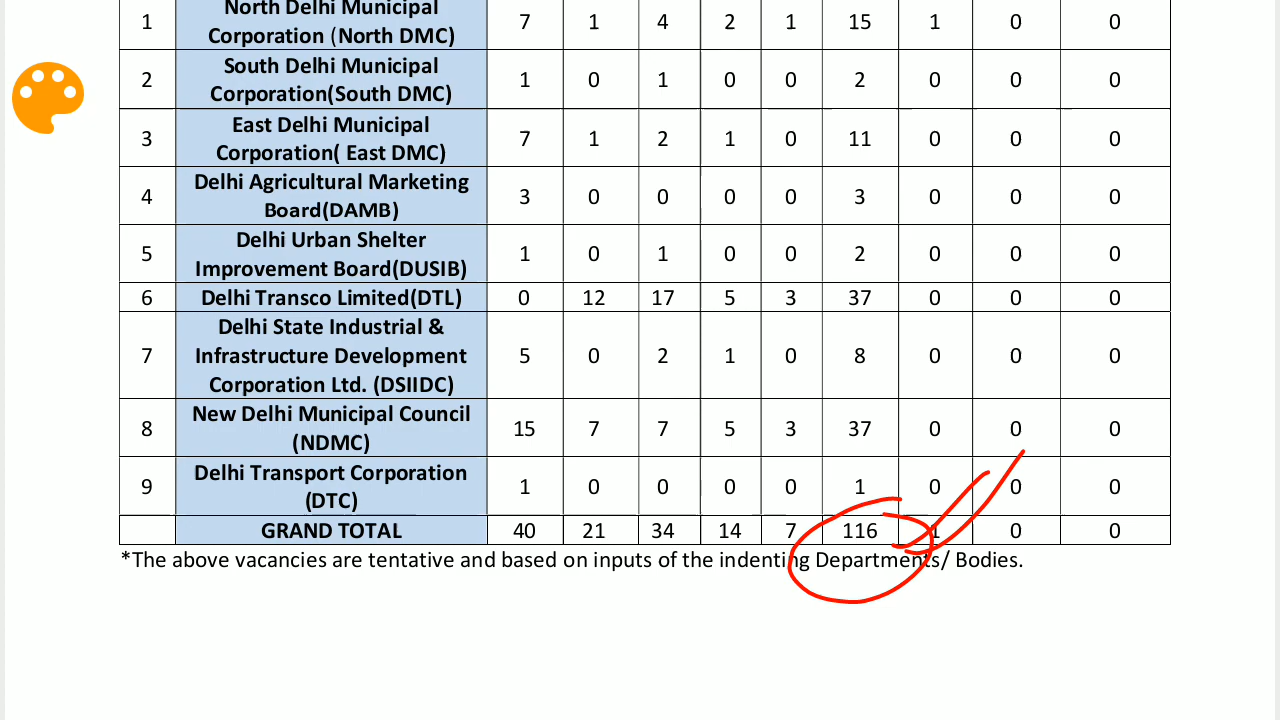 1 North Delhi Municipal Corporation (North DMC) 7 1 4 2 1 15 1 0 0
2 South Delhi Municipal Corporation(South DMC) 1 0 1 0 0 2 0 0 0
3 East Delhi Municipal Corporation( East DMC) 7 1 2 1 0 11 0 0 0
4 Delhi Agricultural Marketing Board(DAMB) 3 0 0 0 0 3 0 0 0
5 Delhi Urban Shelter Improvement Board(DUSIB) 1 0 1 0 0 2 0 0 0
6 Delhi Transco Limited(DTL) 0 12 17 5 3 37 0 0 0
7 Delhi State Industrial & Infrastructure Development Corporation Ltd. (DSIIDC) 5 0 2 1 0 8 0 0 0
8 New Delhi Municipal Council (NDMC) 15 7 7 5 3 37 0 0 0
9 Delhi Transport Corporation (DTC) 1 0 0 0 0 1 0 0 0
GRAND TOTAL 40 21 34 14 7 116 1 0 0
*The above vacancies are tentative and based on inputs of the indenting Departments/ Bodies.